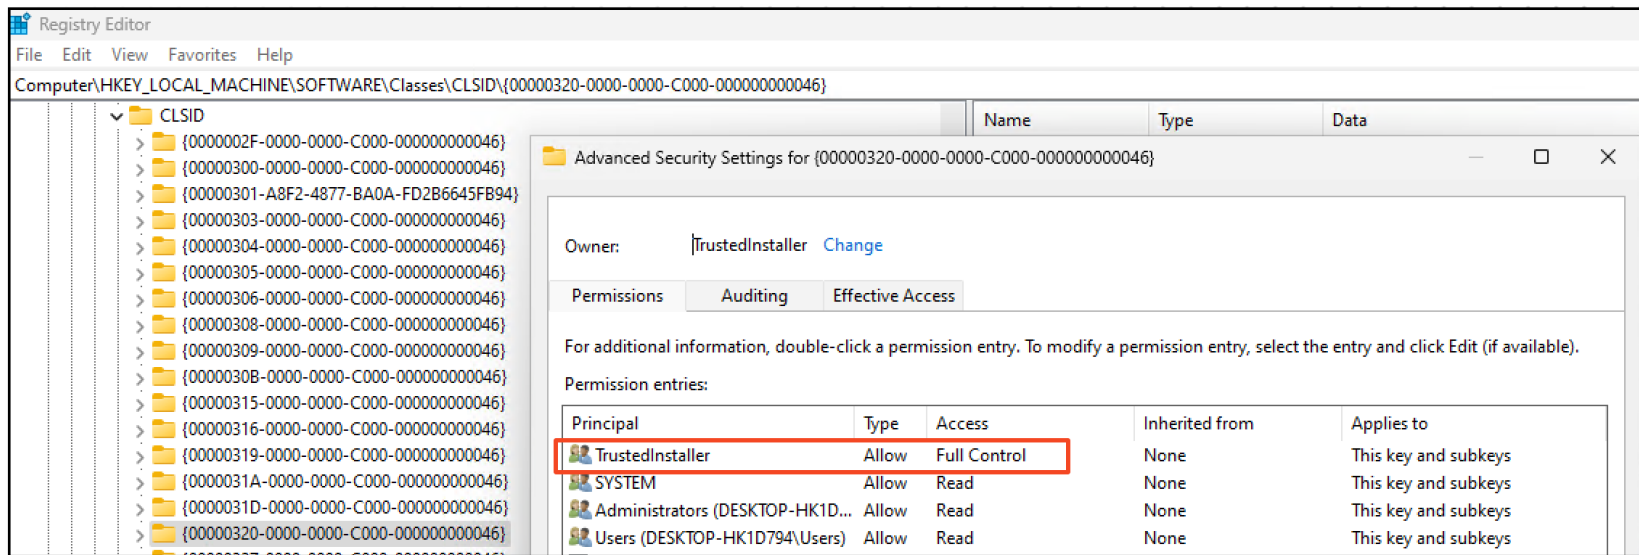 Registry Editor
File Edit View Favorites Help
Computer\HKEY_LOCAL_MACHINE\SOFTWARE\Classes\CLSID\{00000320-0000-0000-C000-000000000046}
CLSID
{0000002F-0000-0000-C000-000000000046}
{00000300-0000-0000-C000-000000000046}
{00000301-A8F2-4877-BA0A-FD2B6645FB94}
{00000303-0000-0000-C000-000000000046}
{00000304-0000-0000-C000-000000000046}
{00000305-0000-0000-C000-000000000046}
{00000306-0000-0000-C000-000000000046}
{00000308-0000-0000-C000-000000000046}
{00000309-0000-0000-C000-000000000046}
{0000030B-0000-0000-C000-000000000046}
{00000315-0000-0000-C000-000000000046}
{00000316-0000-0000-C000-000000000046}
{00000319-0000-0000-C000-000000000046}
{0000031A-0000-0000-C000-000000000046}
{0000031D-0000-0000-C000-000000000046}
{00000320-0000-0000-C000-000000000046}
Name Type Data
Advanced Security Settings for {00000320-0000-0000-C000-000000000046}
Owner: TrustedInstaller Change
Permissions Auditing Effective Access
For additional information, double-click a permission entry. To modify a permission entry, select the entry and click Edit (if available).
Permission entries:
Principal Type Access Inherited from Applies to
TrustedInstaller Allow Full Control None This key and subkeys
SYSTEM Allow Read None This key and subkeys
Administrators (DESKTOP-HK1D... Allow Read None This key and subkeys
Users (DESKTOP-HK1D794\Users) Allow Read None This key and subkeys